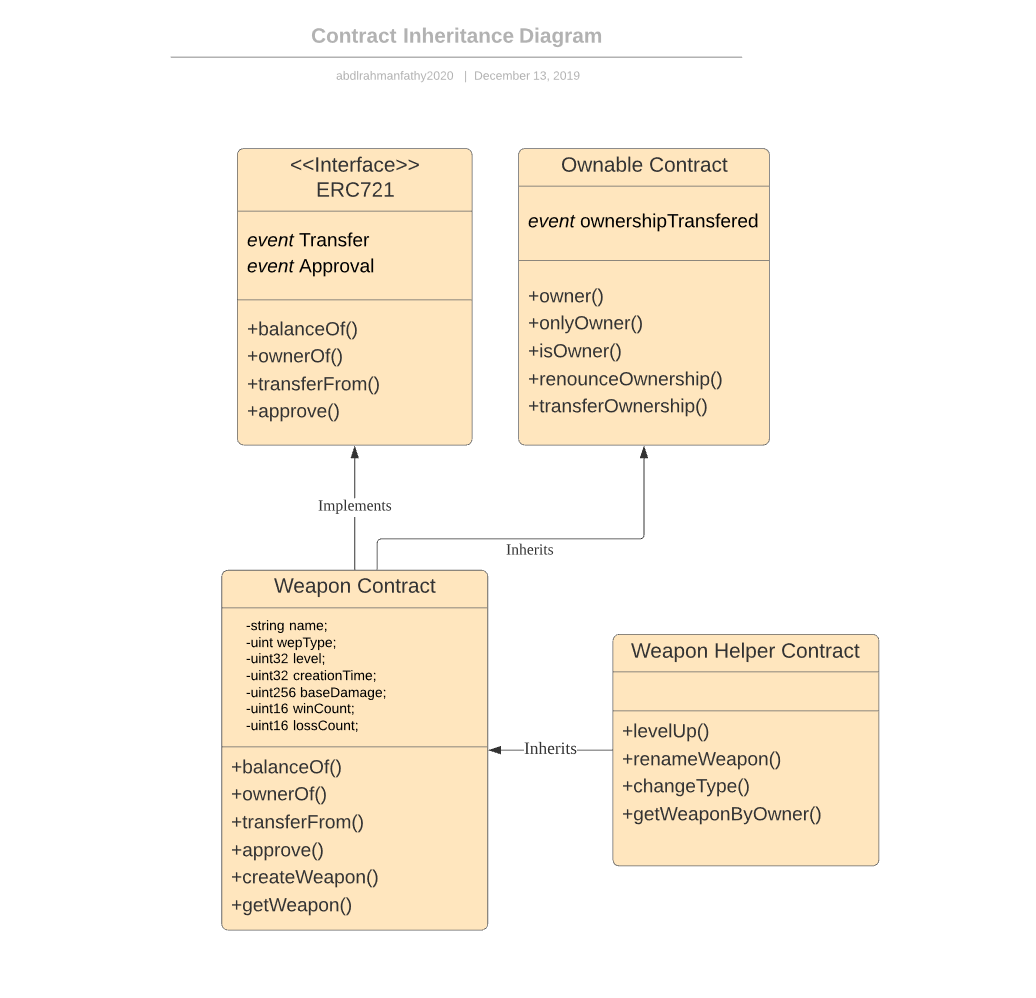 Contract Inheritance Diagram
abdlrahmanfathy2020 | December 13, 2019
<<Interface>>
ERC721
event Transfer
event Approval
+balanceOf()
+ownerOf()
+transferFrom()
+approve()
Ownable Contract
event ownershipTransfered
+owner()
+onlyOwner()
+isOwner()
+renounceOwnership()
+transferOwnership()
Implements
Inherits
Weapon Contract
-string name;
-uint wepType;
-uint32 level;
-uint32 creationTime;
-uint256 baseDamage;
-uint16 winCount;
-uint16 lossCount;
+balanceOf()
+ownerOf()
+transferFrom()
+approve()
+createWeapon()
+getWeapon()
Inherits
Weapon Helper Contract
+levelUp()
+renameWeapon()
+changeType()
+getWeaponByOwner()